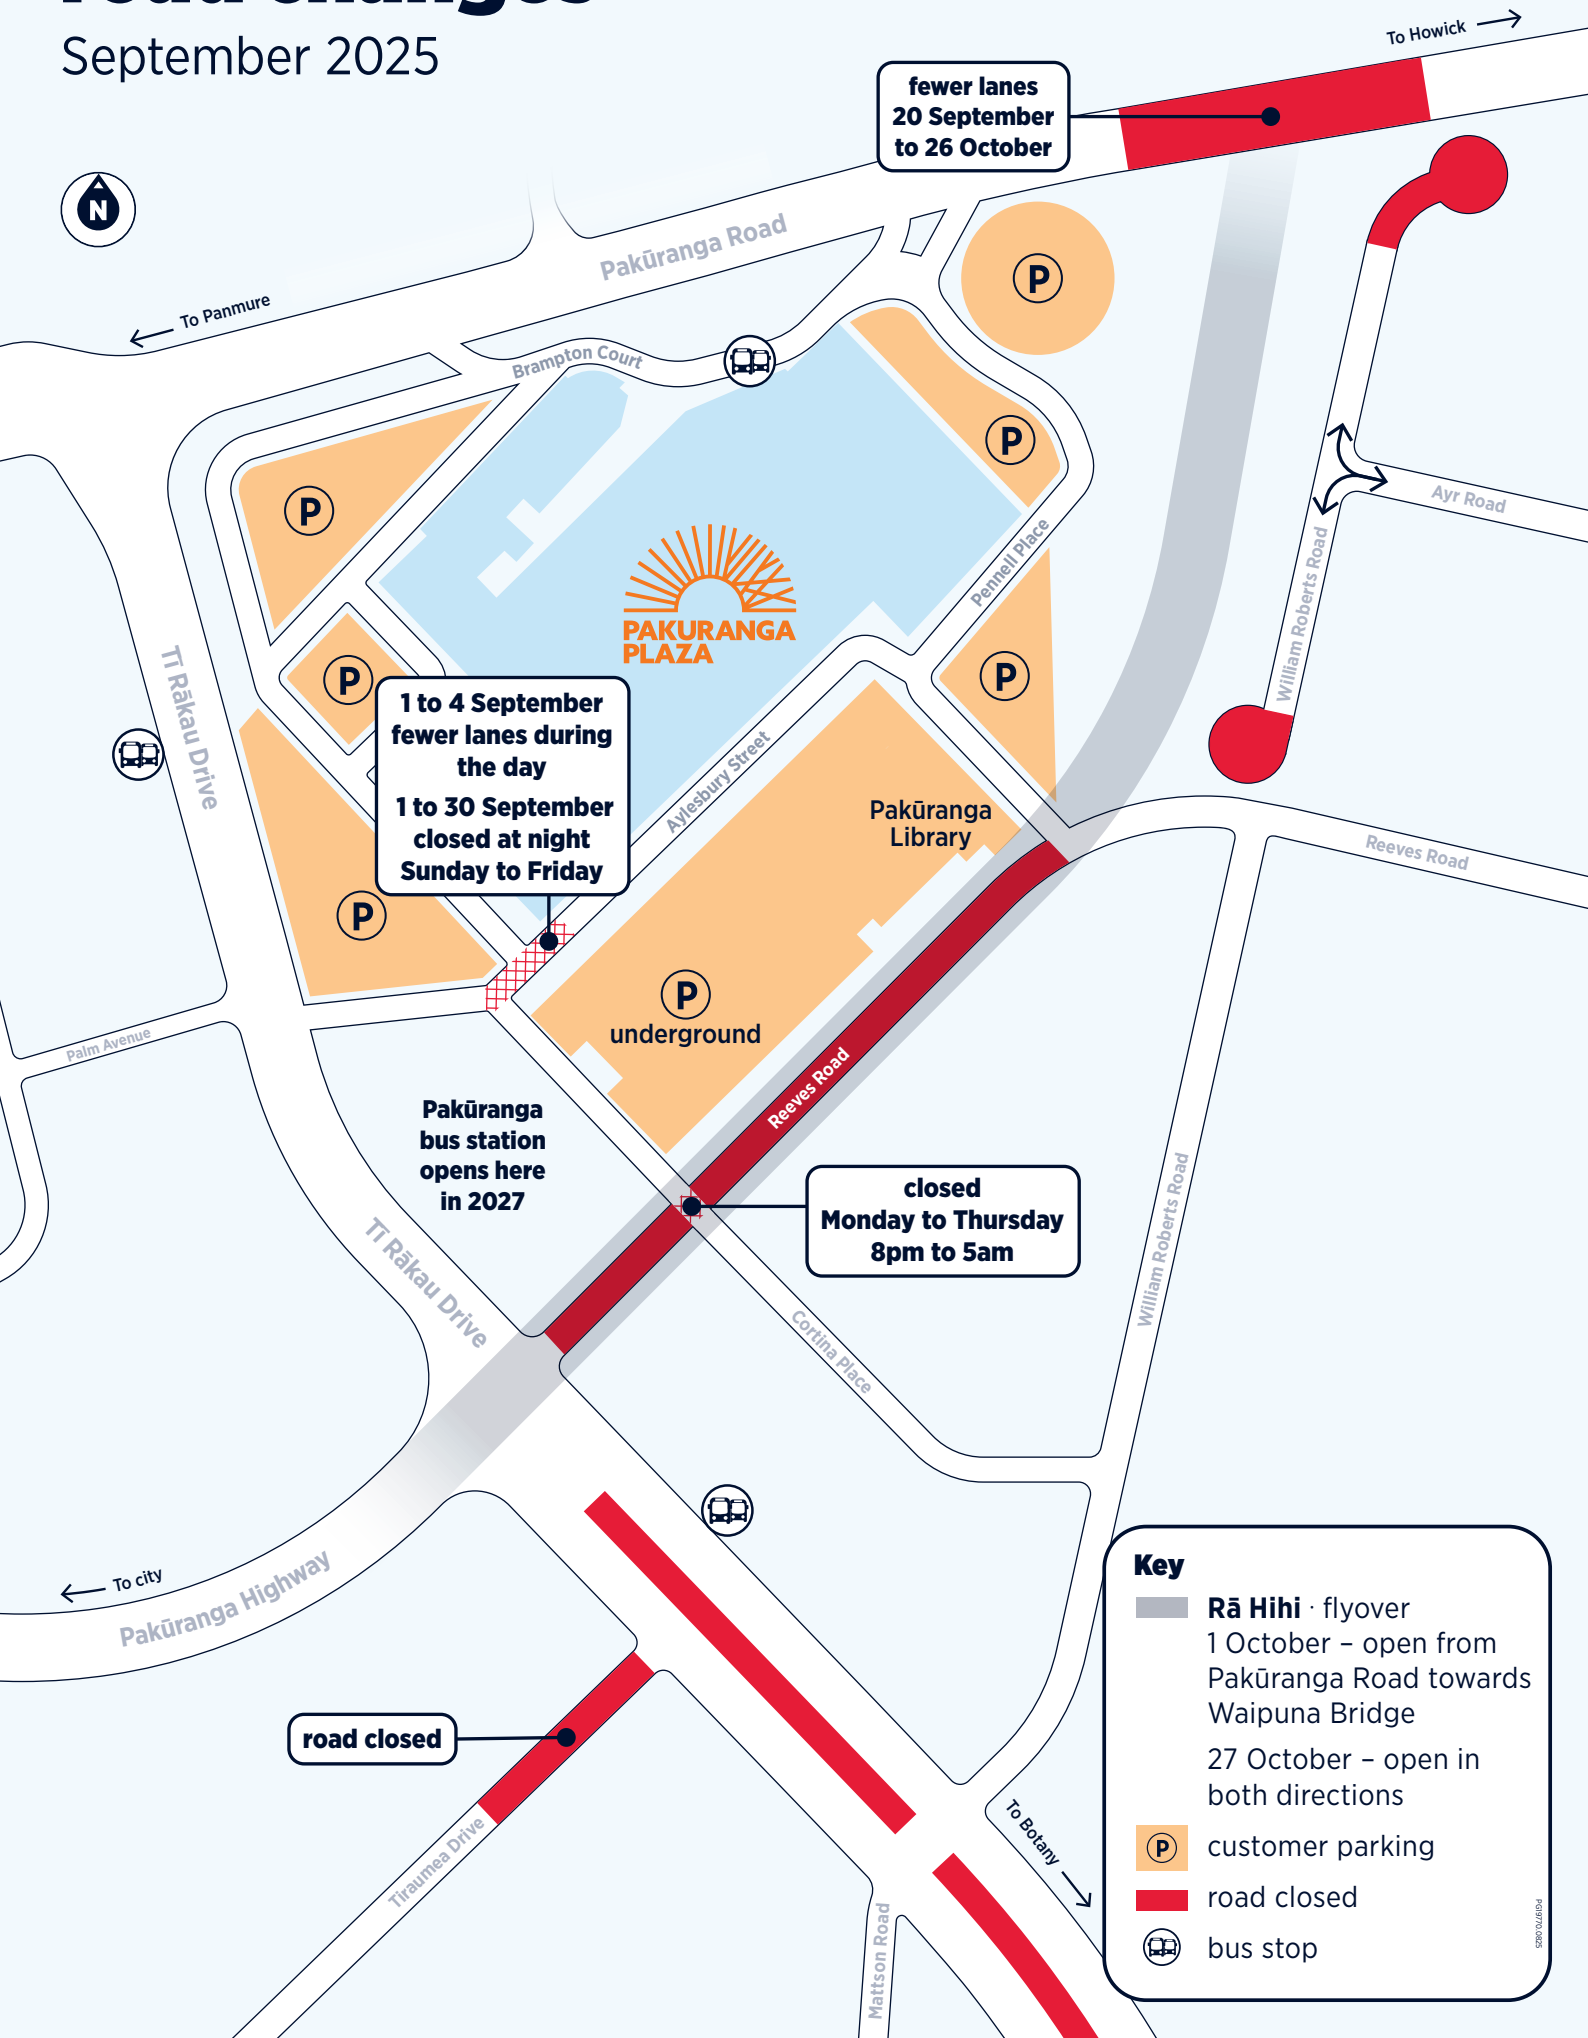 road changes
September 2025
To Howick
fewer lanes
20 September
to 26 October
N
Pakūranga Road
P
To Panmure
Brampton Court
P
P
Ayr Road
Pennell Place
PAKURANGA
PLAZA
William Roberts Road
P
P
Tī Rākau Drive
1 to 4 September
fewer lanes during
the day
1 to 30 September
closed at night
Sunday to Friday
Aylesbury Street
Pakūranga
Library
Reeves Road
P
P
underground
Palm Avenue
Reeves Road
Pakūranga
bus station
opens here
in 2027
closed
Monday to Thursday
8pm to 5am
William Roberts Road
Tī Rākau Drive
Cortina Place
To city
Pakūranga Highway
road closed
Tiraumea Drive
Mattson Road
To Botany
Key
Rā Hihi · flyover
1 October – open from
Pakūranga Road towards
Waipuna Bridge
27 October – open in
both directions
P customer parking
road closed
bus stop
PGI9770.0825